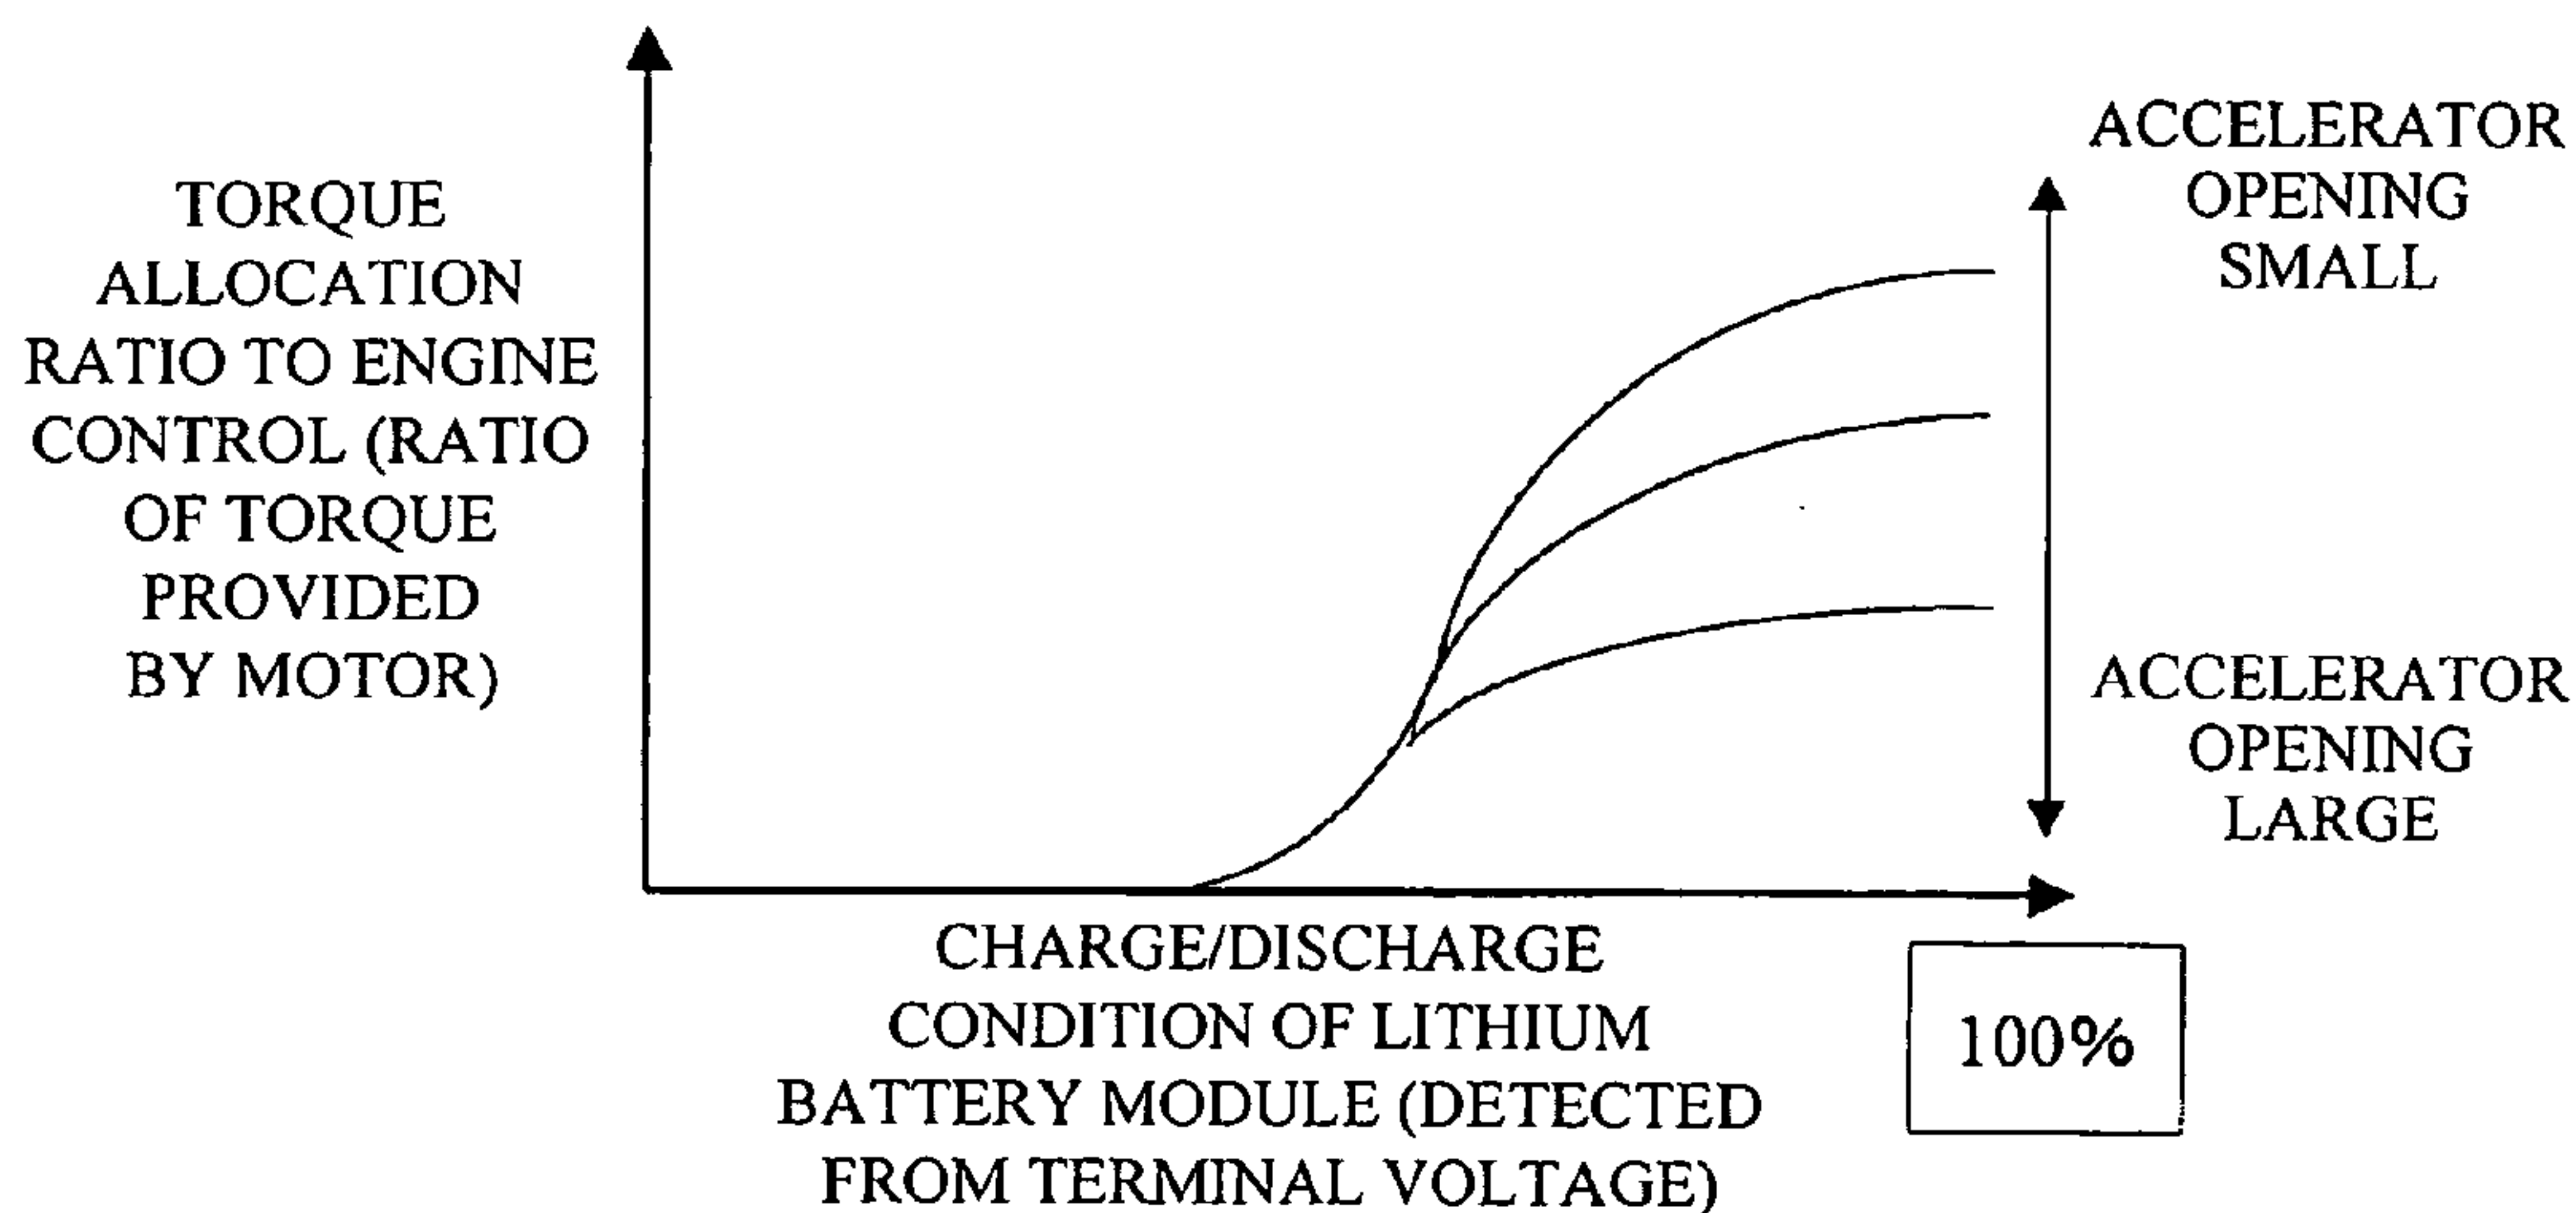 TORQUE
ALLOCATION
RATIO TO ENGINE
CONTROL (RATIO
OF TORQUE
PROVIDED
BY MOTOR)
ACCELERATOR
OPENING
SMALL
ACCELERATOR
OPENING
LARGE
CHARGE/DISCHARGE
CONDITION OF LITHIUM
BATTERY MODULE (DETECTED
FROM TERMINAL VOLTAGE)
100%